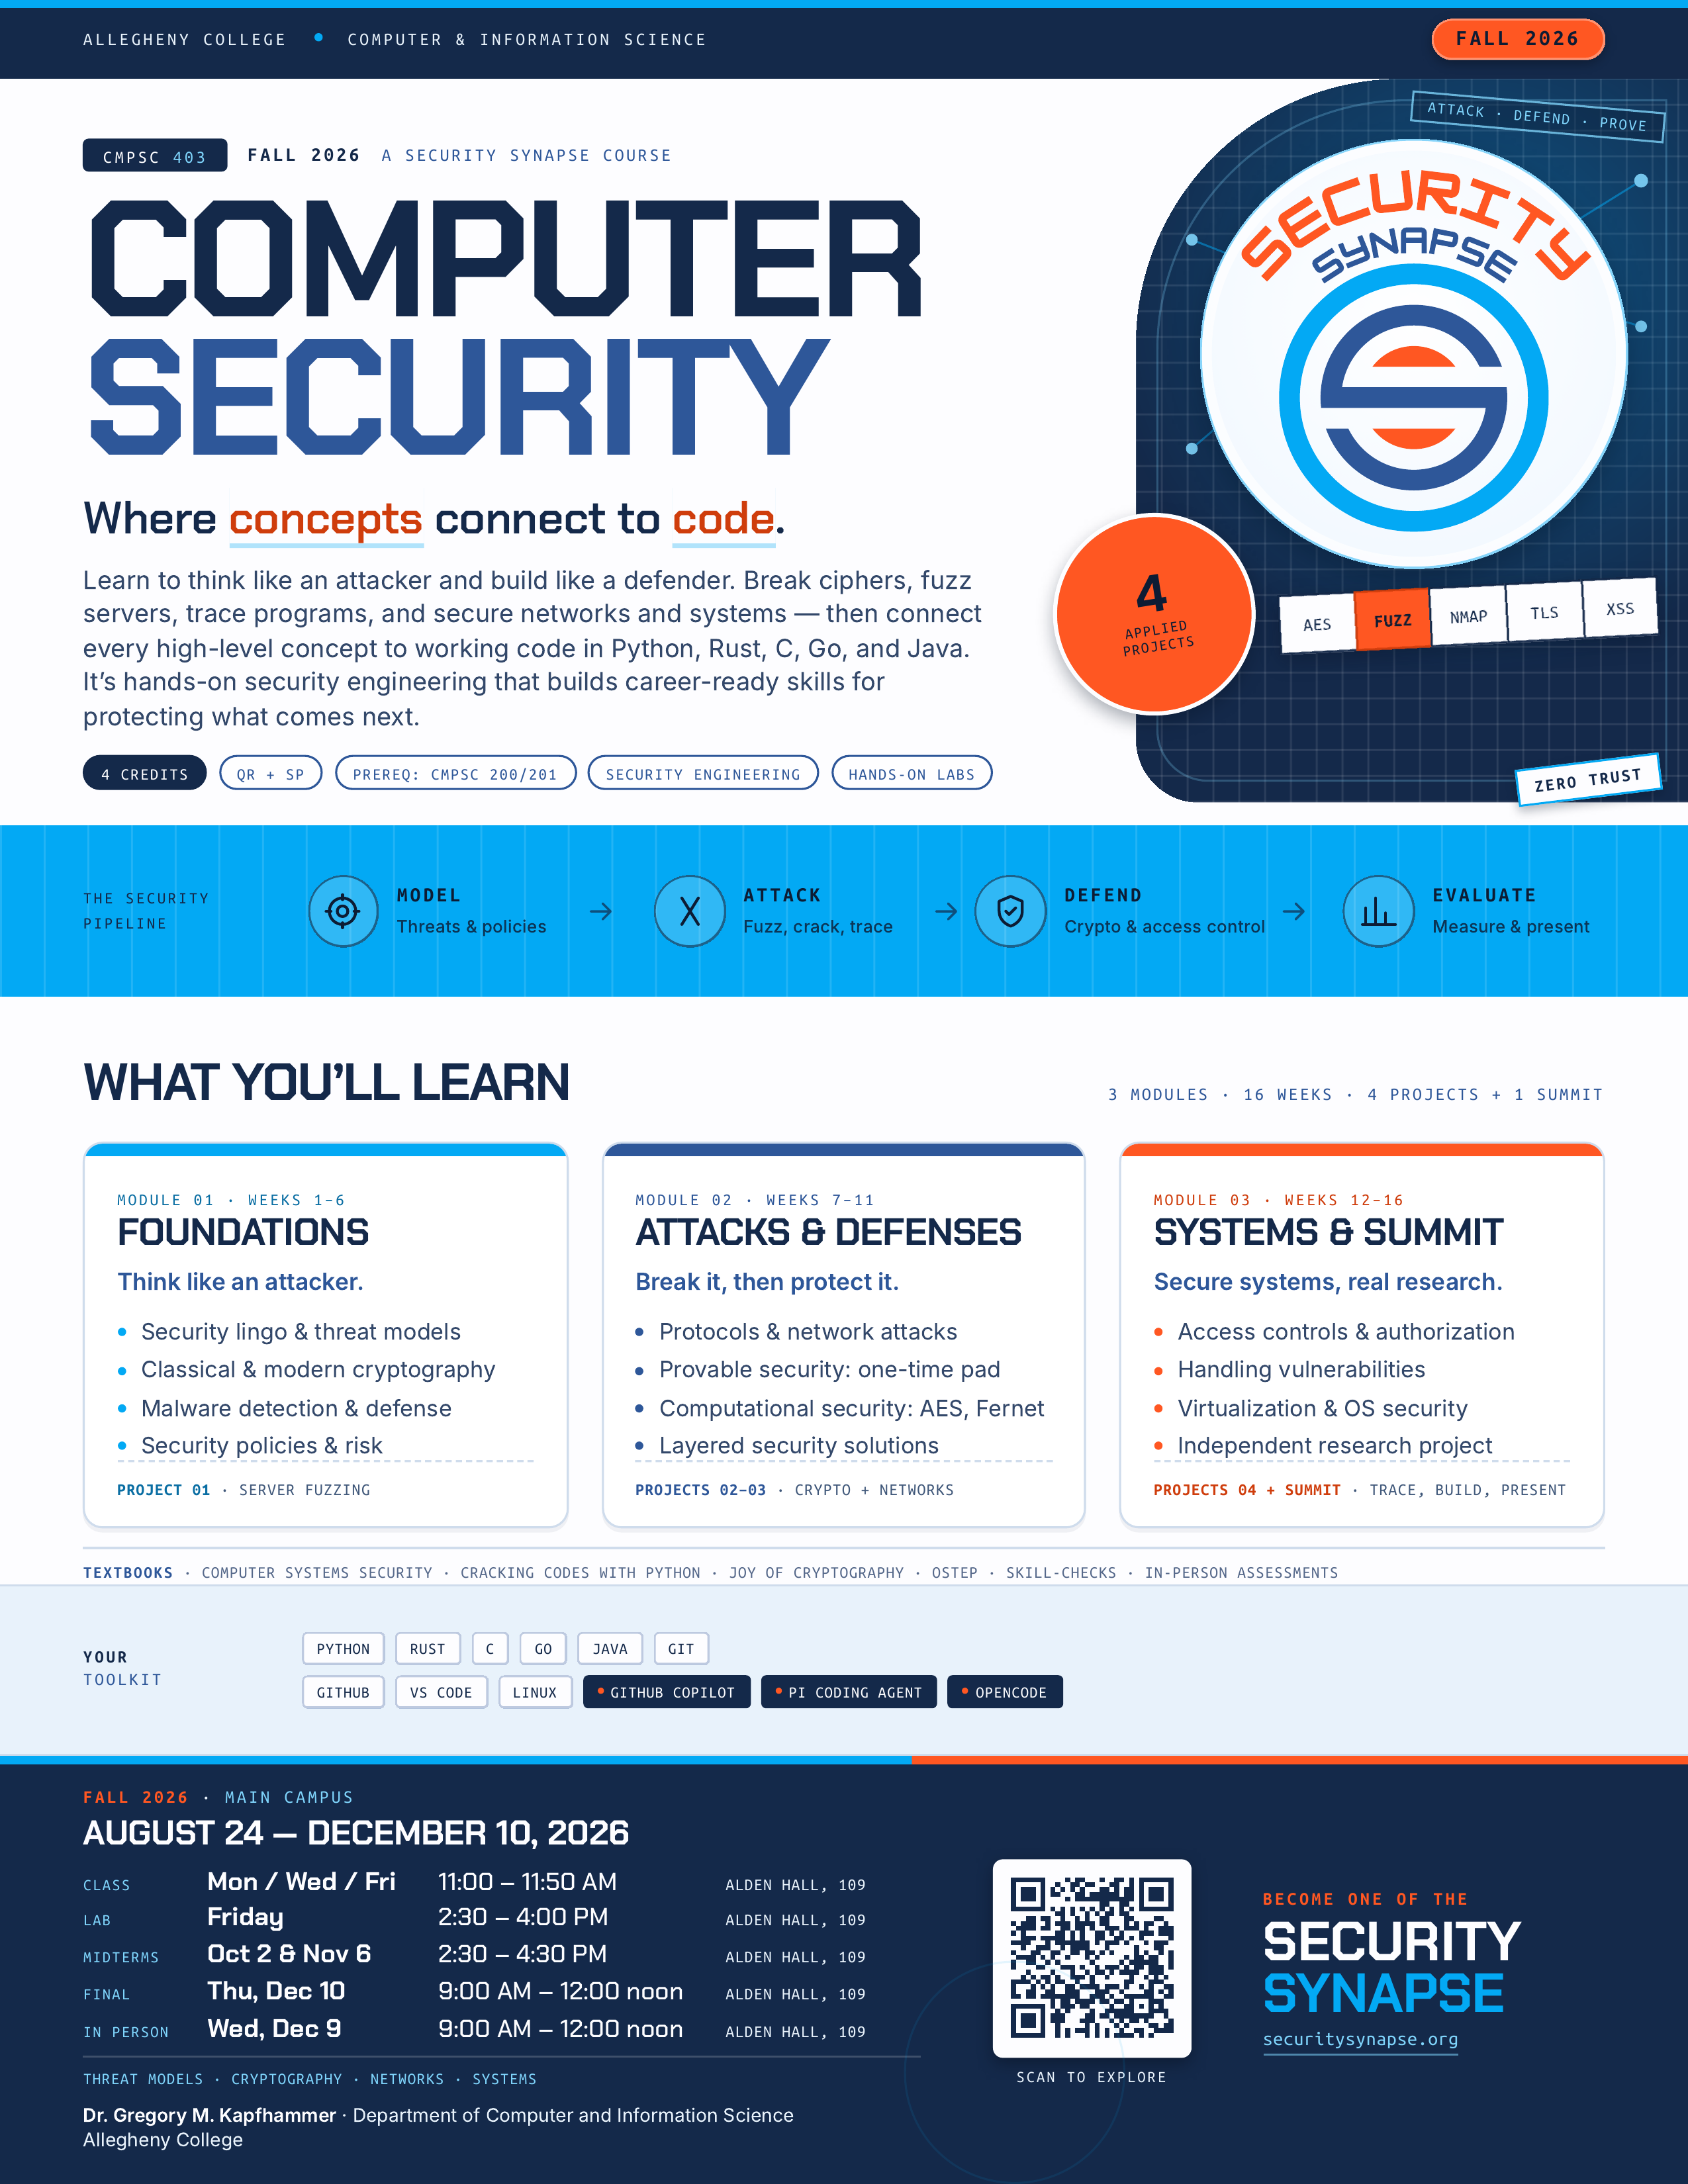 ALLEGHENY COLLEGE • COMPUTER & INFORMATION SCIENCE
FALL 2026
ATTACK · DEFEND · PROVE
CMPSC 403 FALL 2026 A SECURITY SYNAPSE COURSE
COMPUTER
SECURITY
SECURITY
SYNAPSE
Where concepts connect to code.
Learn to think like an attacker and build like a defender. Break ciphers, fuzz
servers, trace programs, and secure networks and systems — then connect
every high-level concept to working code in Python, Rust, C, Go, and Java.
It’s hands-on security engineering that builds career-ready skills for
protecting what comes next.
4
APPLIED
PROJECTS
AES FUZZ NMAP TLS XSS
4 CREDITS QR + SP PREREQ: CMPSC 200/201 SECURITY ENGINEERING HANDS-ON LABS
ZERO TRUST
THE SECURITY
PIPELINE
MODEL
Threats & policies
→
ATTACK
Fuzz, crack, trace
→
DEFEND
Crypto & access control
→
EVALUATE
Measure & present
WHAT YOU’LL LEARN
3 MODULES · 16 WEEKS · 4 PROJECTS + 1 SUMMIT
MODULE 01 · WEEKS 1–6
FOUNDATIONS
Think like an attacker.
• Security lingo & threat models
• Classical & modern cryptography
• Malware detection & defense
• Security policies & risk
PROJECT 01 · SERVER FUZZING
MODULE 02 · WEEKS 7–11
ATTACKS & DEFENSES
Break it, then protect it.
• Protocols & network attacks
• Provable security: one-time pad
• Computational security: AES, Fernet
• Layered security solutions
PROJECTS 02–03 · CRYPTO + NETWORKS
MODULE 03 · WEEKS 12–16
SYSTEMS & SUMMIT
Secure systems, real research.
• Access controls & authorization
• Handling vulnerabilities
• Virtualization & OS security
• Independent research project
PROJECTS 04 + SUMMIT · TRACE, BUILD, PRESENT
TEXTBOOKS · COMPUTER SYSTEMS SECURITY · CRACKING CODES WITH PYTHON · JOY OF CRYPTOGRAPHY · OSTEP · SKILL-CHECKS · IN-PERSON ASSESSMENTS
YOUR
TOOLKIT
PYTHON RUST C GO JAVA GIT
GITHUB VS CODE LINUX • GITHUB COPILOT • PI CODING AGENT • OPENCODE
FALL 2026 · MAIN CAMPUS
AUGUST 24 — DECEMBER 10, 2026
CLASS Mon / Wed / Fri 11:00 – 11:50 AM ALDEN HALL, 109
LAB Friday 2:30 – 4:00 PM ALDEN HALL, 109
MIDTERMS Oct 2 & Nov 6 2:30 – 4:30 PM ALDEN HALL, 109
FINAL Thu, Dec 10 9:00 AM – 12:00 noon ALDEN HALL, 109
IN PERSON Wed, Dec 9 9:00 AM – 12:00 noon ALDEN HALL, 109
THREAT MODELS · CRYPTOGRAPHY · NETWORKS · SYSTEMS
Dr. Gregory M. Kapfhammer · Department of Computer and Information Science
Allegheny College
SCAN TO EXPLORE
BECOME ONE OF THE
SECURITY
SYNAPSE
securitysynapse.org